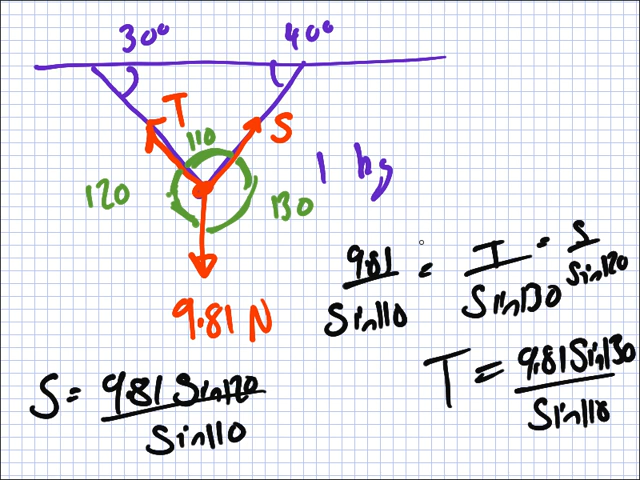 30°
40°
T
S
110
1 kg
120
130
9.81 N
9.81 / Sin110 = T / Sin130 = S / Sin120
S = 9.81 Sin120 / Sin110
T = 9.81 Sin130 / Sin110